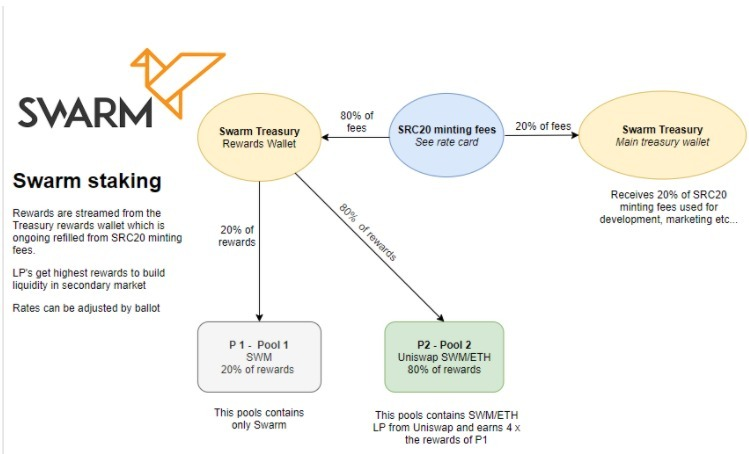 SWARM
Swarm staking
Rewards are streamed from the
Treasury rewards wallet which is
ongoing refilled from SRC20 minting
fees.
LP's get highest rewards to build
liquidity in secondary market
Rates can be adjusted by ballot
Swarm Treasury
Rewards Wallet
80% of
fees
SRC20 minting fees
See rate card
20% of fees
Swarm Treasury
Main treasury wallet
Receives 20% of SRC20
minting fees used for
development, marketing etc...
20% of
rewards
80% of rewards
P 1 - Pool 1
SWM
20% of rewards
This pools contains
only Swarm
P2 - Pool 2
Uniswap SWM/ETH
80% of rewards
This pools contains SWM/ETH
LP from Uniswap and earns 4 x
the rewards of P1